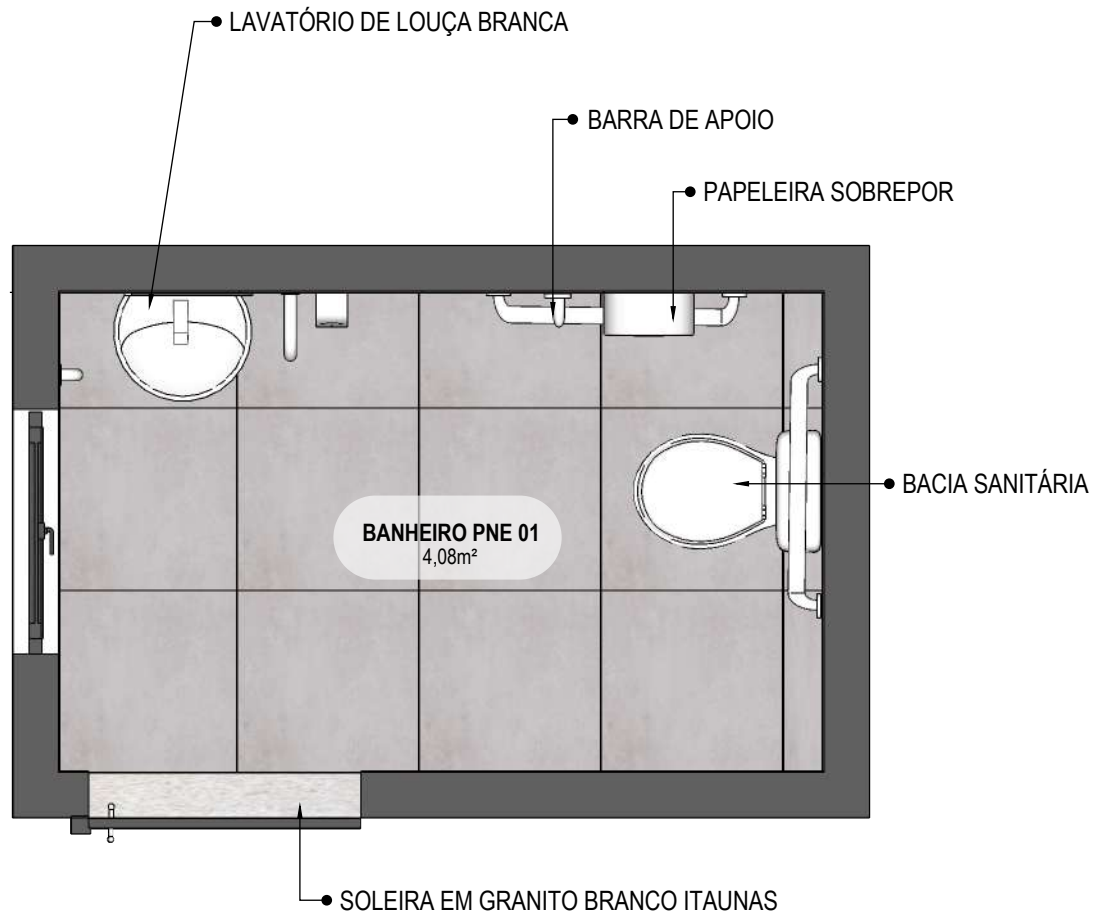 LAVATÓRIO DE LOUÇA BRANCA
BARRA DE APOIO
PAPELEIRA SOBREPOR
BACIA SANITÁRIA
BANHEIRO PNE 01
4,08m²
SOLEIRA EM GRANITO BRANCO ITAUNAS